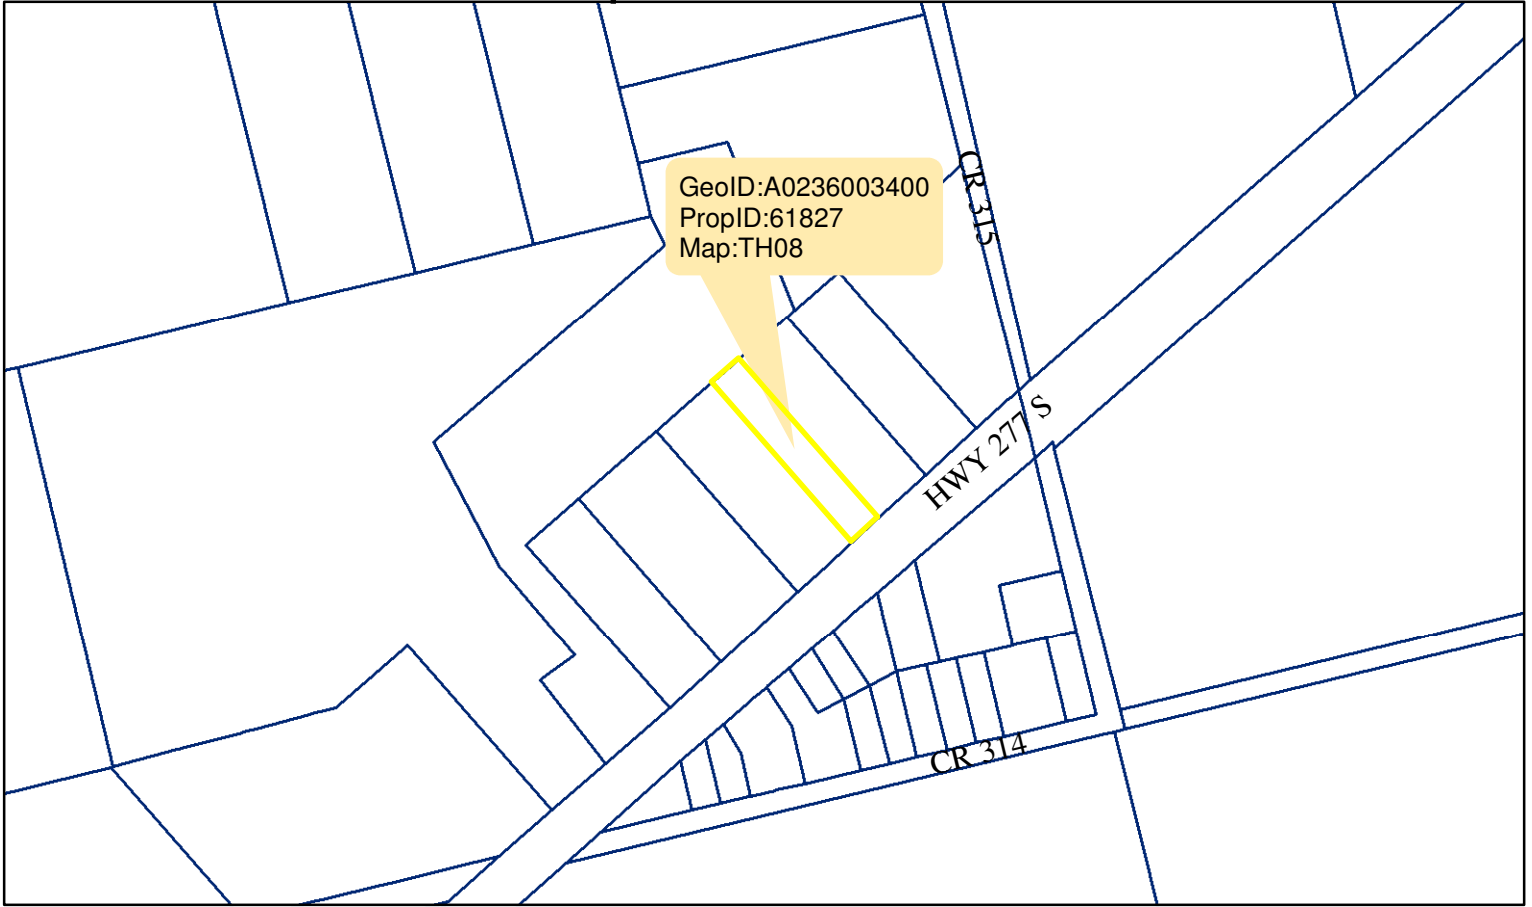 GeoID:A0236003400
PropID:61827
Map:TH08
CR 315
HWY 277 S
CR 314